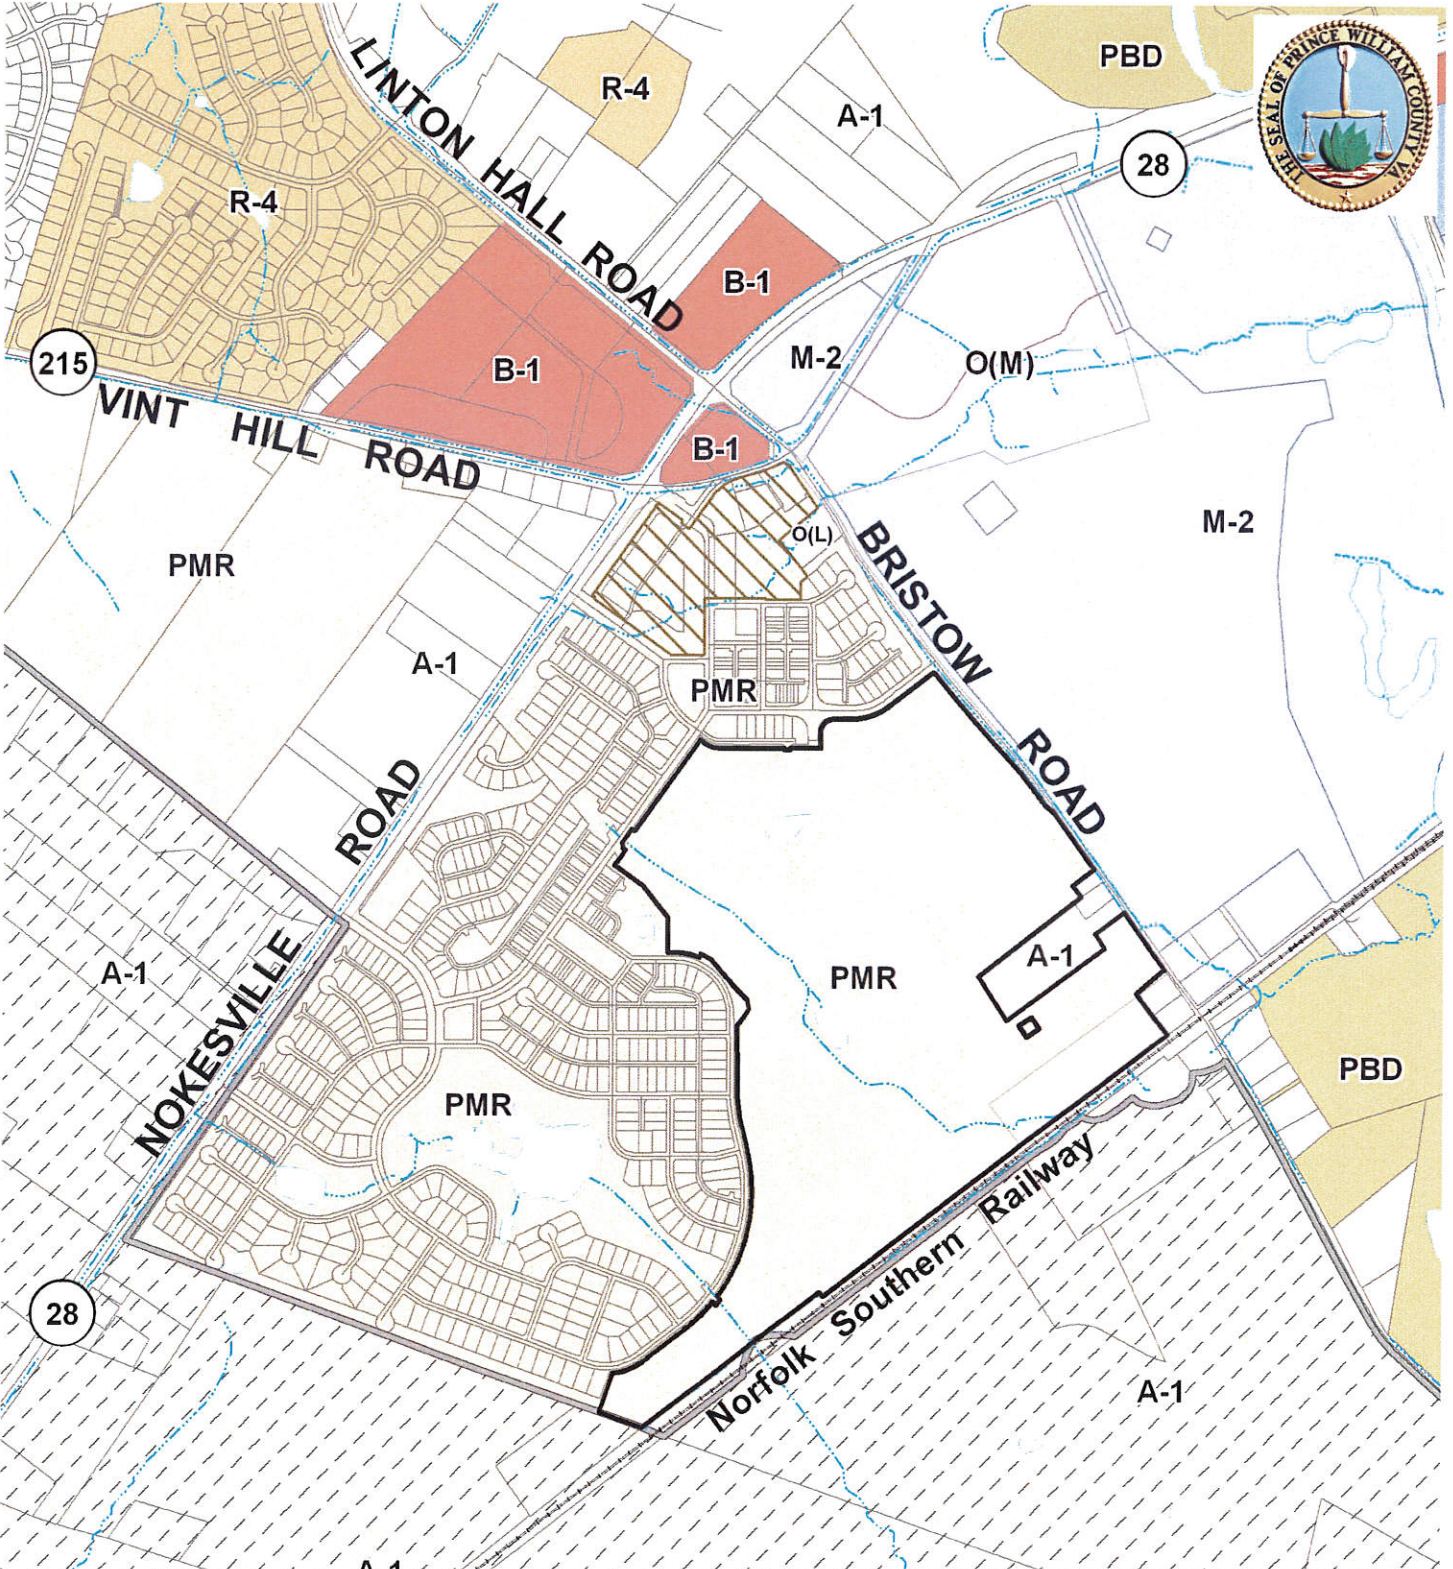 PBD
THE SEAL OF PRINCE WILLIAM COUNTY VA
R-4
A-1
28
LINTON HALL ROAD
R-4
B-1
215
B-1
M-2
O(M)
VINT HILL ROAD
B-1
M-2
O(L)
PMR
BRISTOW ROAD
A-1
PMR
NOKESVILLE ROAD
A-1
PMR
A-1
PMR
PBD
Norfolk Southern Railway
28
A-1
A-1